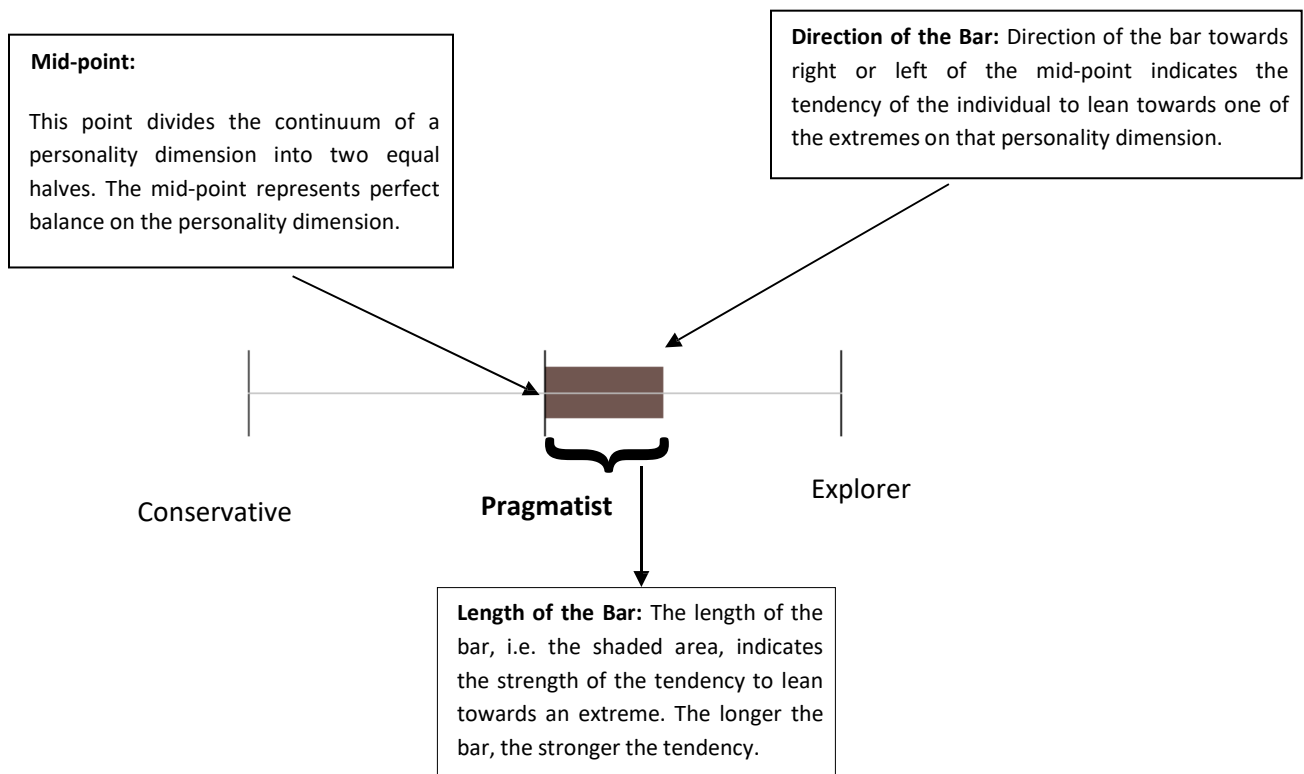 Mid-point:
This point divides the continuum of a
personality dimension into two equal
halves. The mid-point represents perfect
balance on the personality dimension.
Direction of the Bar: Direction of the bar towards
right or left of the mid-point indicates the
tendency of the individual to lean towards one of
the extremes on that personality dimension.
Conservative
Pragmatist
Explorer
Length of the Bar: The length of the
bar, i.e. the shaded area, indicates
the strength of the tendency to lean
towards an extreme. The longer the
bar, the stronger the tendency.